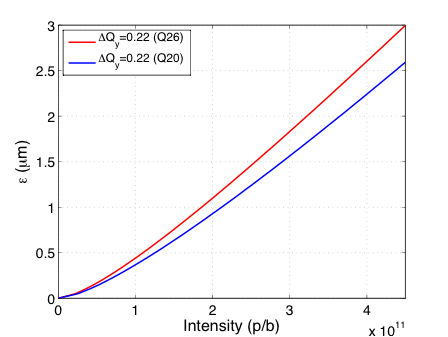 3
2.5
2
1.5
1
0.5
0
ΔQy=0.22 (Q26)
ΔQy=0.22 (Q20)
ε (μm)
0 1 2 3 4
x 10^11
Intensity (p/b)